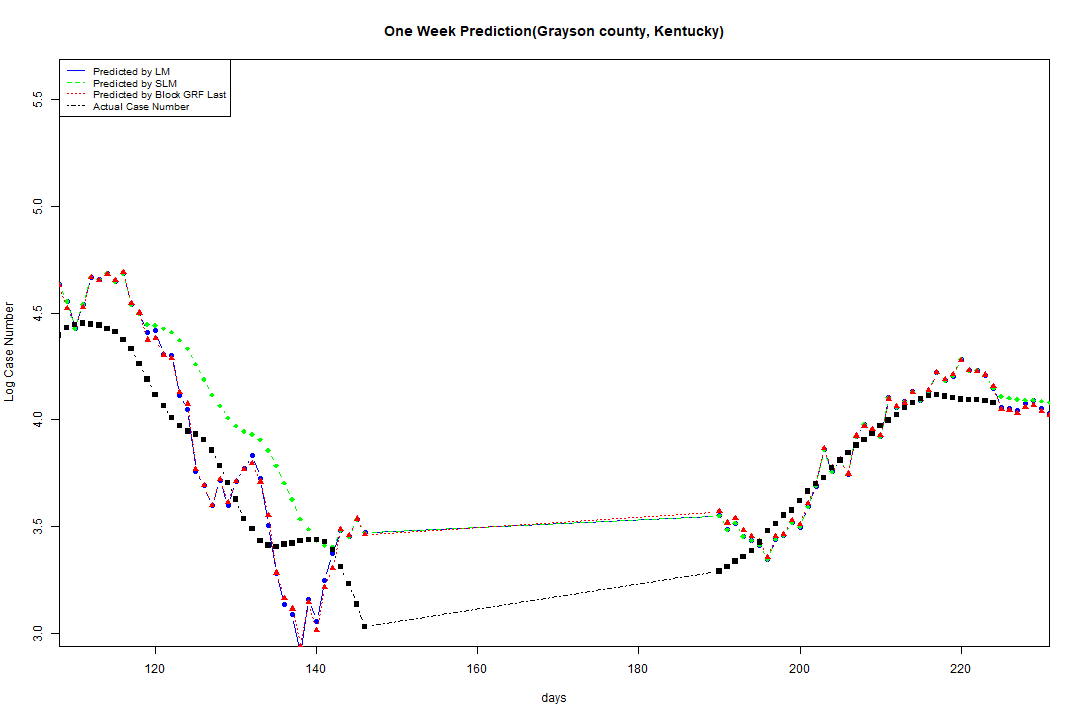 One Week Prediction(Grayson county, Kentucky)
Predicted by LM
Predicted by SLM
Predicted by Block GRF Last
Actual Case Number
5.5
5.0
4.5
4.0
3.5
3.0
Log Case Number
120 140 160 180 200 220
days